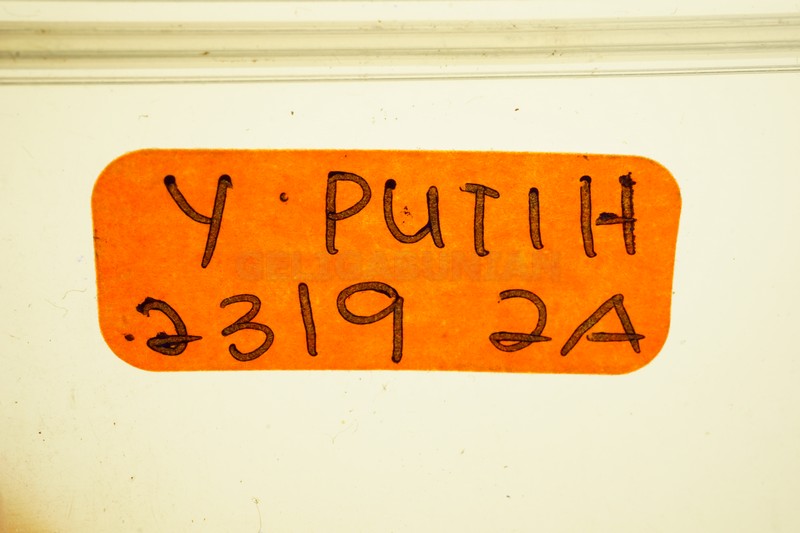 Y. PUTIH
2319 2A